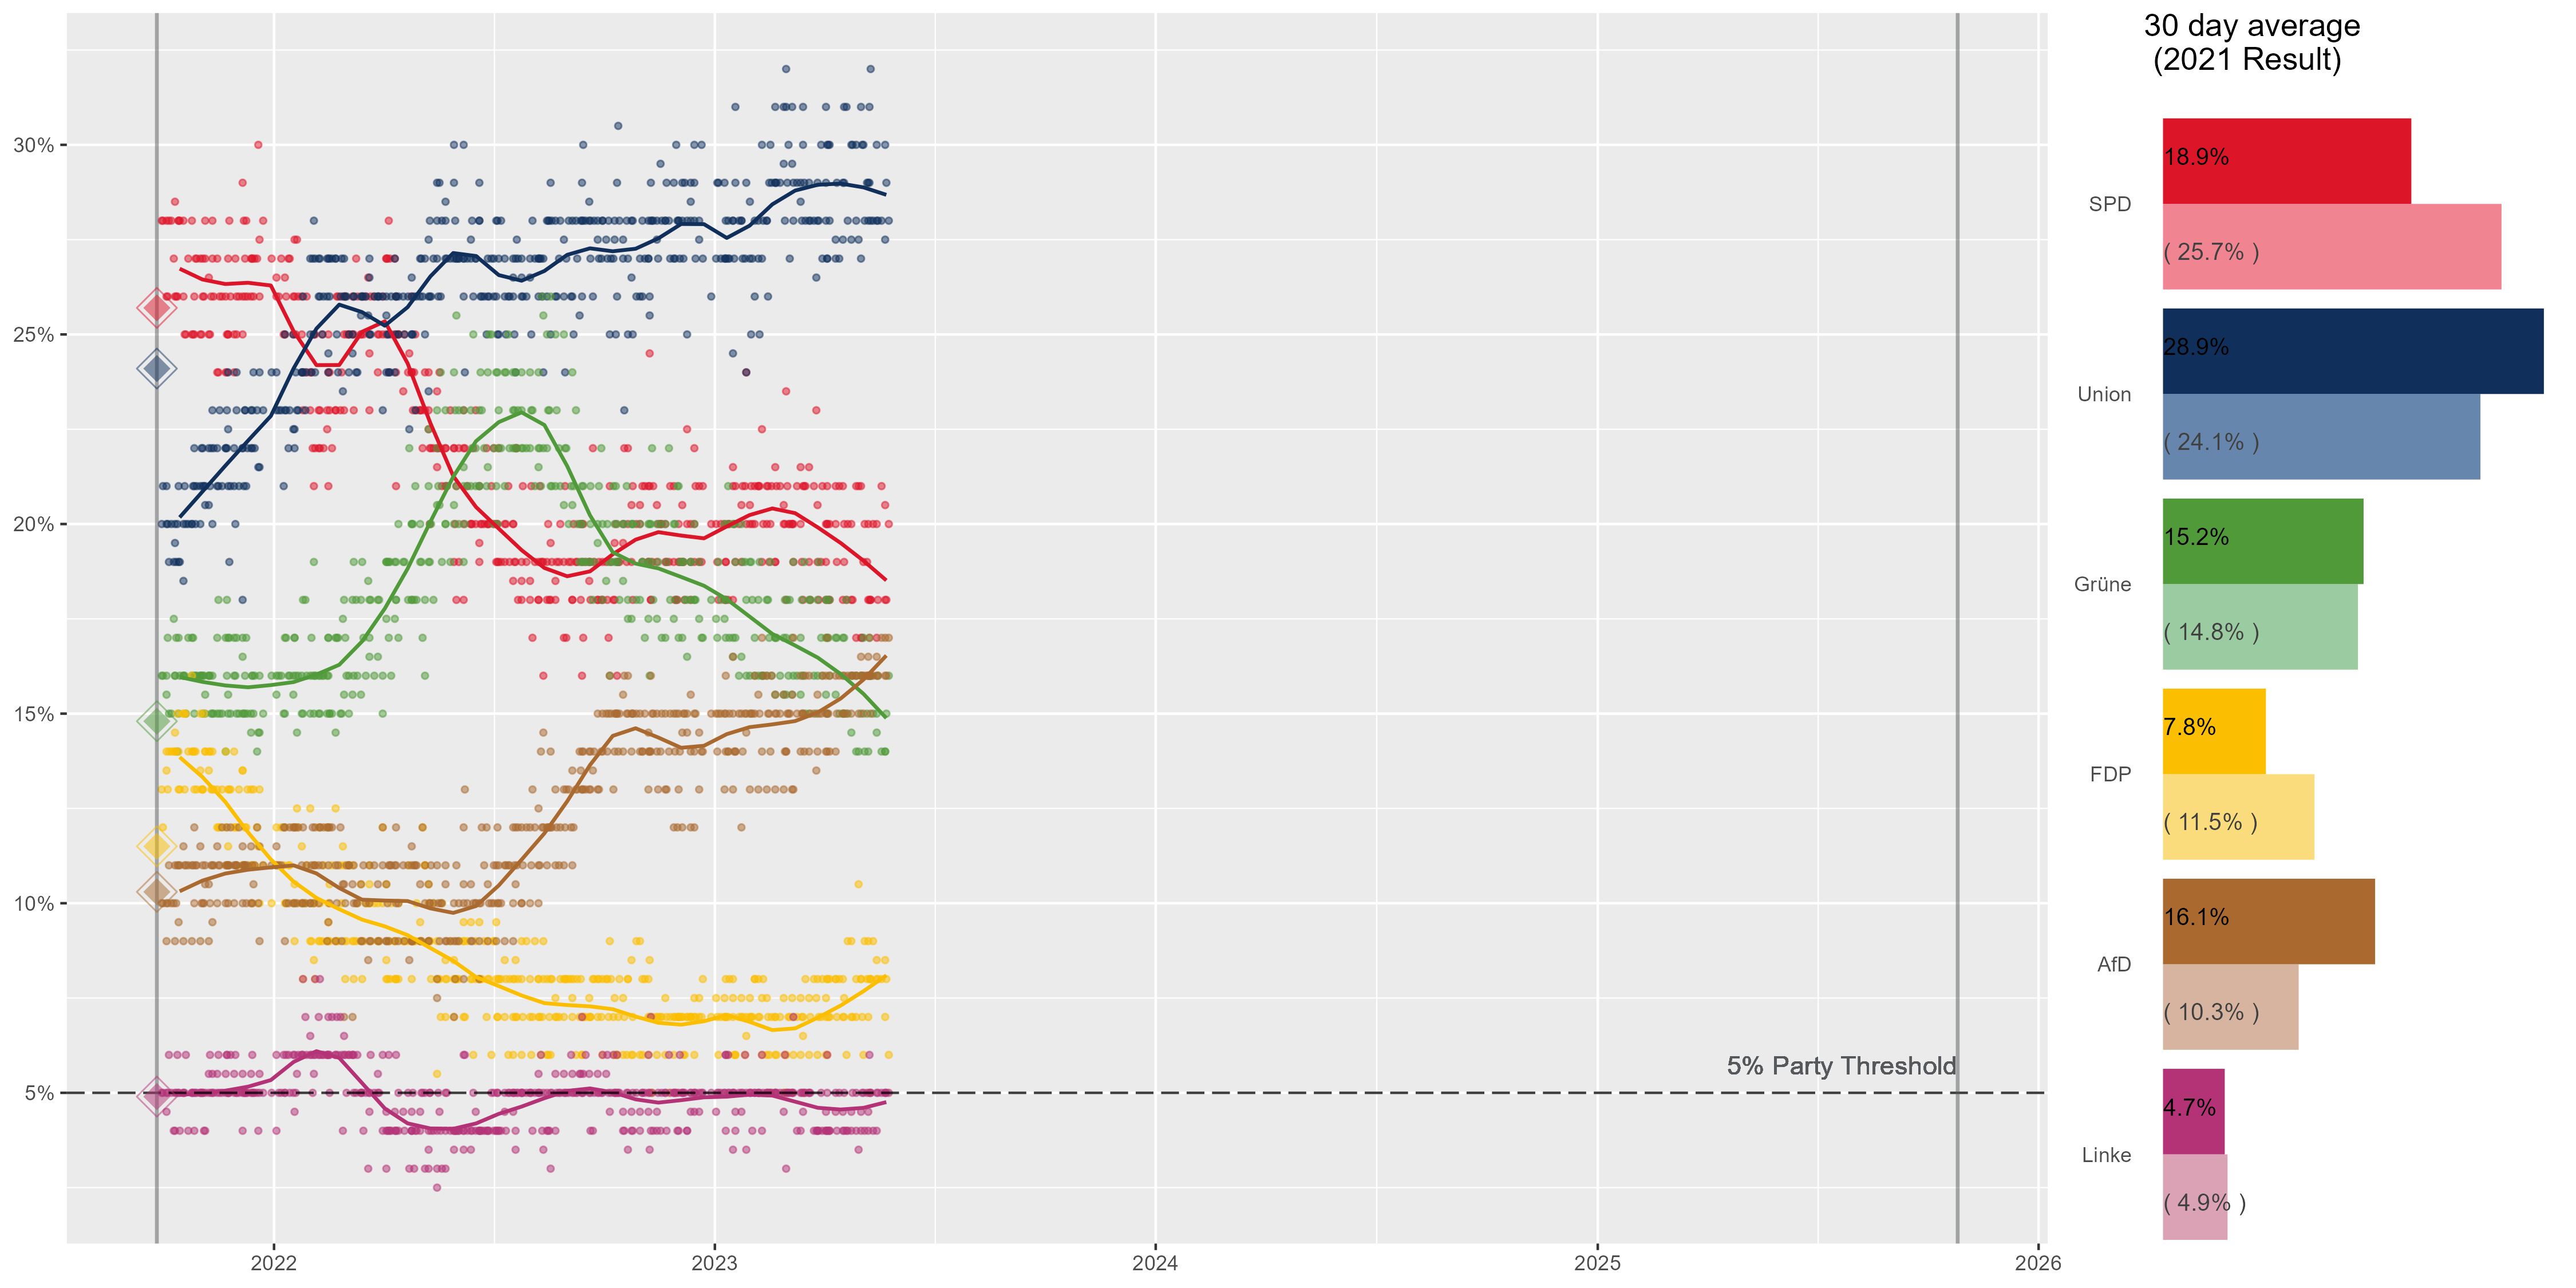 30 day average
(2021 Result)
30%
25%
20%
15%
10%
5%
5% Party Threshold
2022
2023
2024
2025
2026
SPD
18.9%
( 25.7% )
Union
28.9%
( 24.1% )
Grüne
15.2%
( 14.8% )
FDP
7.8%
( 11.5% )
AfD
16.1%
( 10.3% )
Linke
4.7%
( 4.9% )